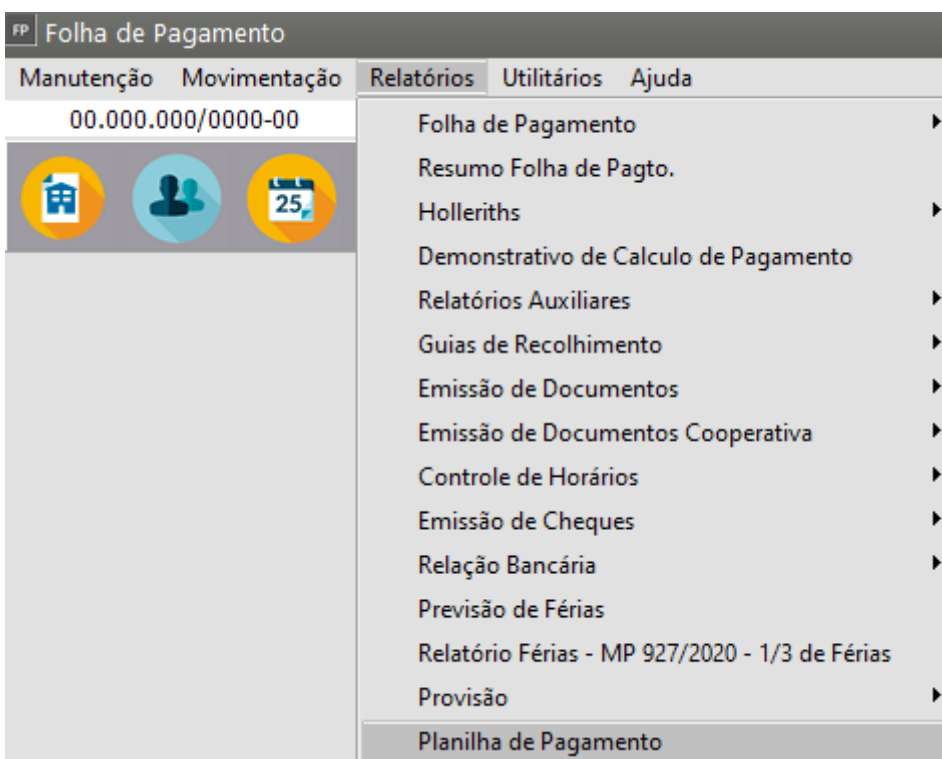 FP Folha de Pagamento
Manutenção Movimentação Relatórios Utilitários Ajuda
00.000.000/0000-00
25
Folha de Pagamento
Resumo Folha de Pagto.
Holleriths
Demonstrativo de Calculo de Pagamento
Relatórios Auxiliares
Guias de Recolhimento
Emissão de Documentos
Emissão de Documentos Cooperativa
Controle de Horários
Emissão de Cheques
Relação Bancária
Previsão de Férias
Relatório Férias - MP 927/2020 - 1/3 de Férias
Provisão
Planilha de Pagamento